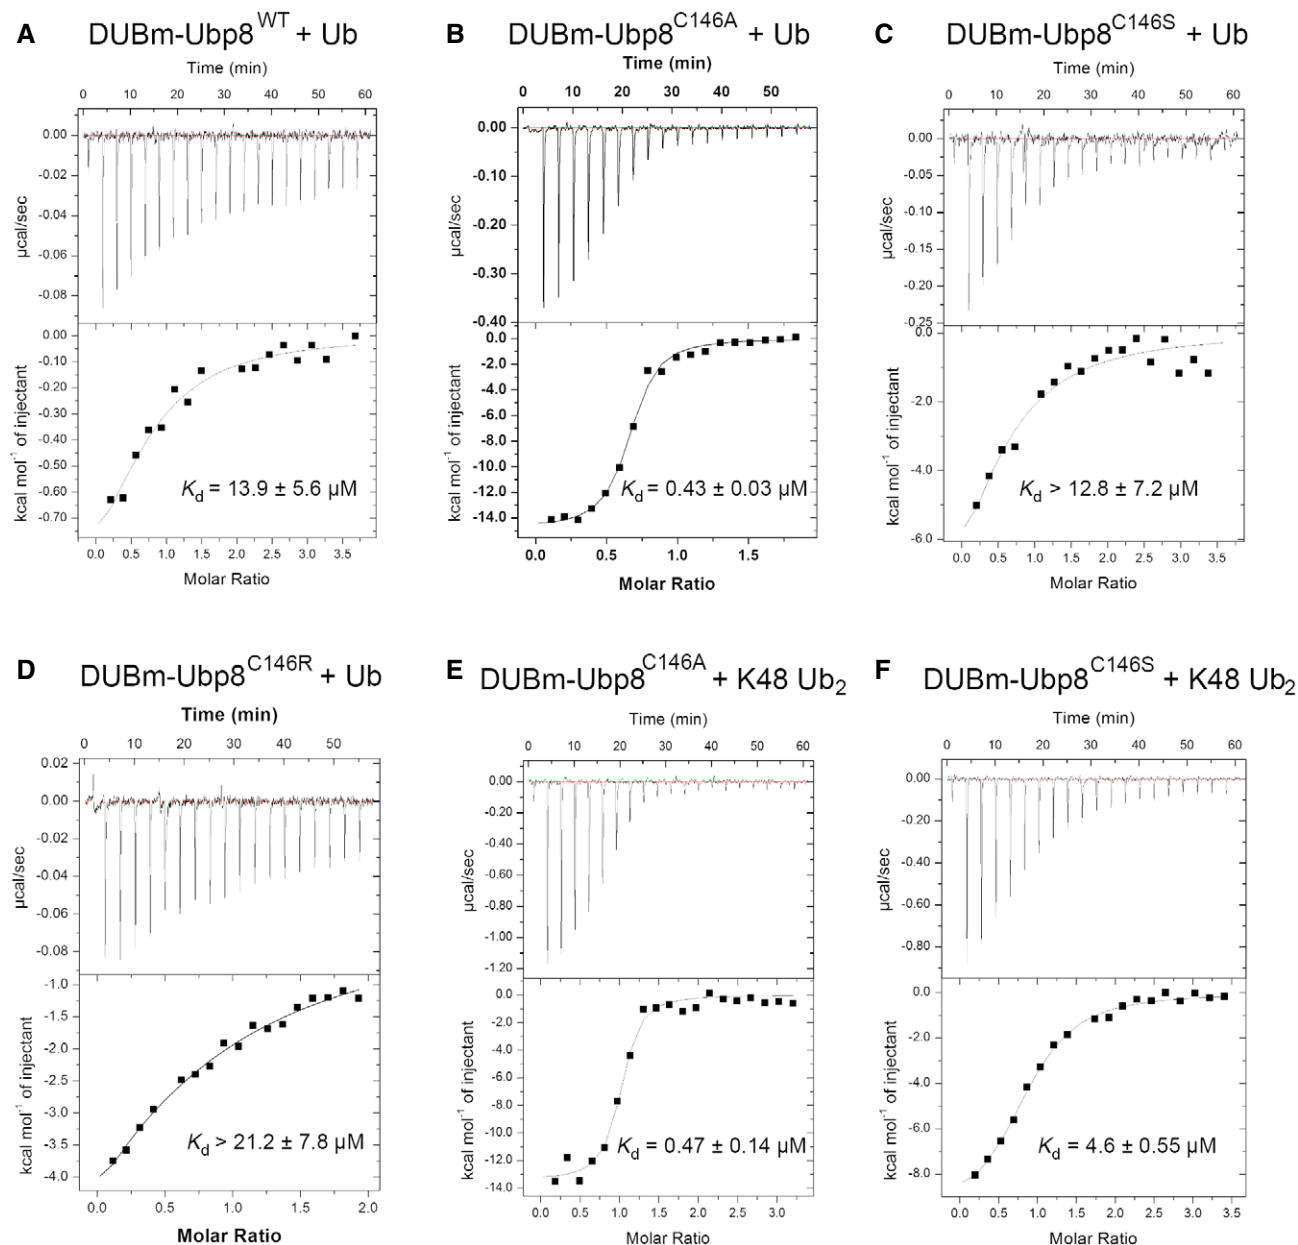 A DUBm-Ubp8^WT + Ub
Time (min)
0 10 20 30 40 50 60
0.00
-0.02
-0.04
-0.06
-0.08
µcal/sec
0.00
-0.10
-0.20
-0.30
-0.40
-0.50
-0.60
-0.70
kcal mol⁻¹ of injectant
Kd = 13.9 ± 5.6 µM
0.0 0.5 1.0 1.5 2.0 2.5 3.0 3.5
Molar Ratio
B DUBm-Ubp8^C146A + Ub
Time (min)
0 10 20 30 40 50
0.00
-0.10
-0.20
-0.30
-0.40
µcal/sec
0.0
-2.0
-4.0
-6.0
-8.0
-10.0
-12.0
-14.0
kcal mol⁻¹ of injectant
Kd = 0.43 ± 0.03 µM
0.0 0.5 1.0 1.5
Molar Ratio
C DUBm-Ubp8^C146S + Ub
Time (min)
0 10 20 30 40 50 60
0.00
-0.05
-0.10
-0.15
-0.20
-0.25
µcal/sec
0.0
-2.0
-4.0
-6.0
kcal mol⁻¹ of injectant
Kd > 12.8 ± 7.2 µM
0.0 0.5 1.0 1.5 2.0 2.5 3.0 3.5
Molar Ratio
D DUBm-Ubp8^C146R + Ub
Time (min)
0 10 20 30 40 50
0.02
0.00
-0.02
-0.04
-0.06
-0.08
µcal/sec
-1.0
-1.5
-2.0
-2.5
-3.0
-3.5
-4.0
kcal mol⁻¹ of injectant
Kd > 21.2 ± 7.8 µM
0.0 0.5 1.0 1.5 2.0
Molar Ratio
E DUBm-Ubp8^C146A + K48 Ub₂
Time (min)
0 10 20 30 40 50 60
0.00
-0.20
-0.40
-0.60
-0.80
-1.00
-1.20
µcal/sec
0.0
-2.0
-4.0
-6.0
-8.0
-10.0
-12.0
-14.0
kcal mol⁻¹ of injectant
Kd = 0.47 ± 0.14 µM
0.0 0.5 1.0 1.5 2.0 2.5 3.0
Molar Ratio
F DUBm-Ubp8^C146S + K48 Ub₂
Time (min)
0 10 20 30 40 50 60
0.00
-0.20
-0.40
-0.60
-0.80
µcal/sec
0.0
-2.0
-4.0
-6.0
-8.0
kcal mol⁻¹ of injectant
Kd = 4.6 ± 0.55 µM
0.0 0.5 1.0 1.5 2.0 2.5 3.0 3.5
Molar Ratio